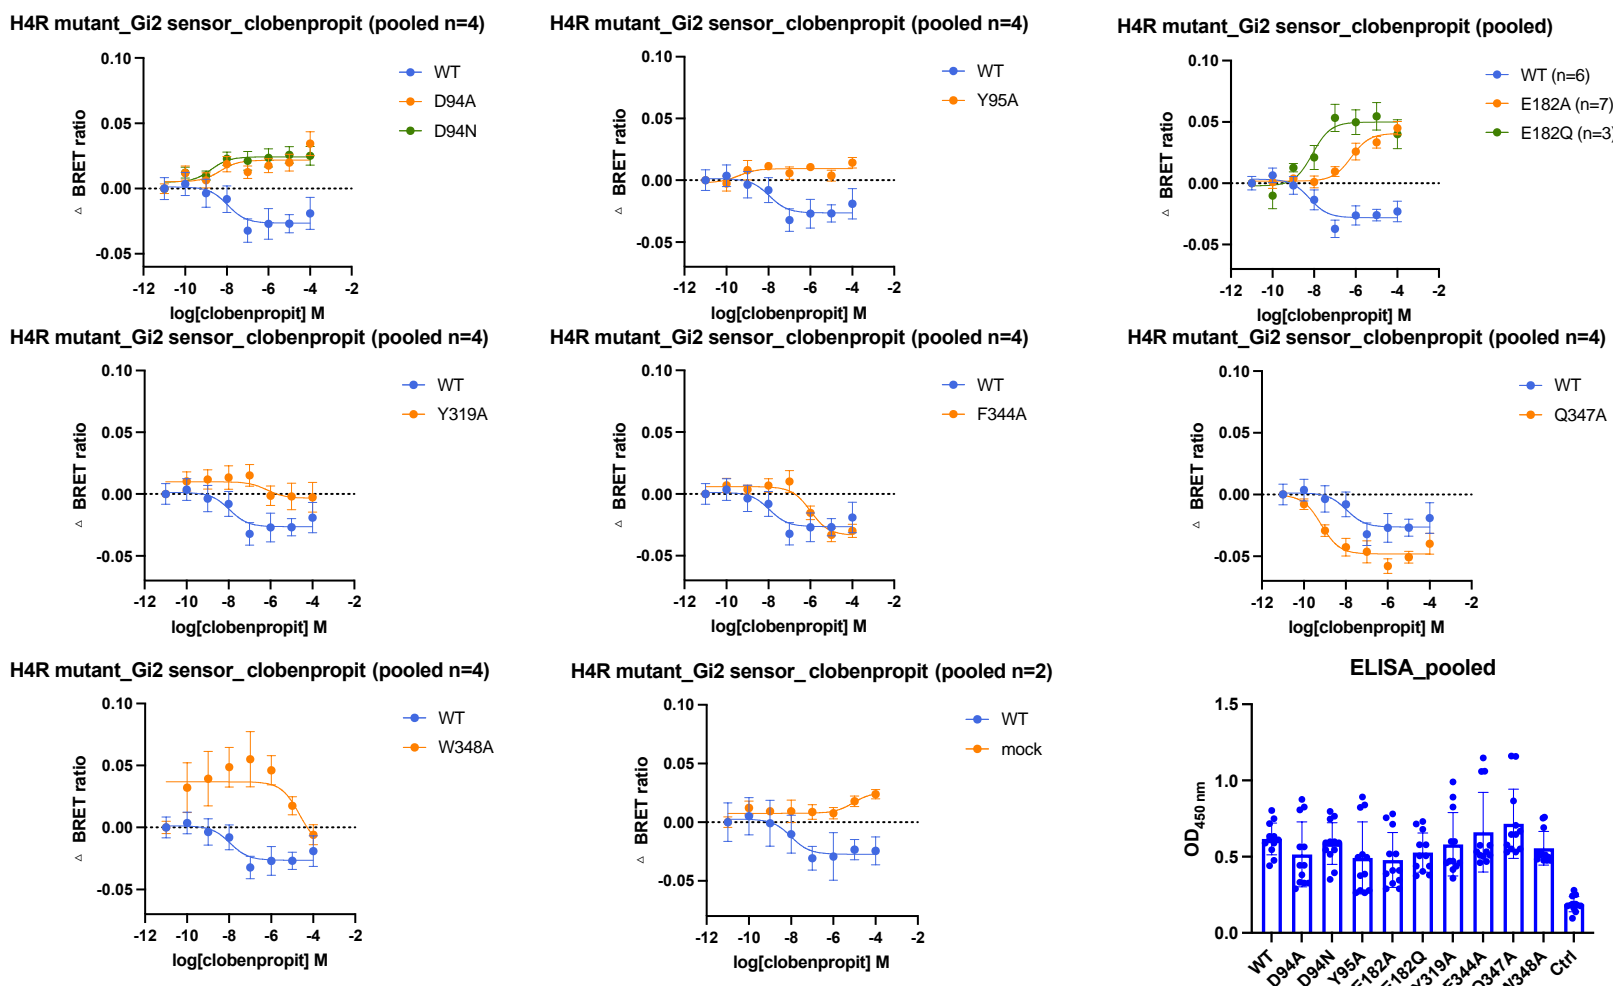 H4R mutant_Gi2 sensor_clobenpropit (pooled n=4)
0.10
0.05
0.00
-0.05
Δ BRET ratio
-12 -10 -8 -6 -4 -2
log[clobenpropit] M
WT
D94A
D94N
H4R mutant_Gi2 sensor_clobenpropit (pooled n=4)
0.10
0.05
0.00
-0.05
Δ BRET ratio
-12 -10 -8 -6 -4 -2
log[clobenpropit] M
WT
Y95A
H4R mutant_Gi2 sensor_clobenpropit (pooled)
0.10
0.05
0.00
-0.05
Δ BRET ratio
-12 -10 -8 -6 -4 -2
log[clobenpropit] M
WT (n=6)
E182A (n=7)
E182Q (n=3)
H4R mutant_Gi2 sensor_clobenpropit (pooled n=4)
0.10
0.05
0.00
-0.05
Δ BRET ratio
-12 -10 -8 -6 -4 -2
log[clobenpropit] M
WT
Y319A
H4R mutant_Gi2 sensor_clobenpropit (pooled n=4)
0.10
0.05
0.00
-0.05
Δ BRET ratio
-12 -10 -8 -6 -4 -2
log[clobenpropit] M
WT
F344A
H4R mutant_Gi2 sensor_clobenpropit (pooled n=4)
0.10
0.05
0.00
-0.05
Δ BRET ratio
-12 -10 -8 -6 -4 -2
log[clobenpropit] M
WT
Q347A
H4R mutant_Gi2 sensor_clobenpropit (pooled n=4)
0.10
0.05
0.00
-0.05
Δ BRET ratio
-12 -10 -8 -6 -4 -2
log[clobenpropit] M
WT
W348A
H4R mutant_Gi2 sensor_clobenpropit (pooled n=2)
0.10
0.05
0.00
-0.05
Δ BRET ratio
-12 -10 -8 -6 -4 -2
log[clobenpropit] M
WT
mock
ELISA_pooled
1.5
1.0
0.5
0.0
OD450 nm
WT D94A D94N Y95A E182A E182Q Y319A F344A Q347A W348A Ctrl